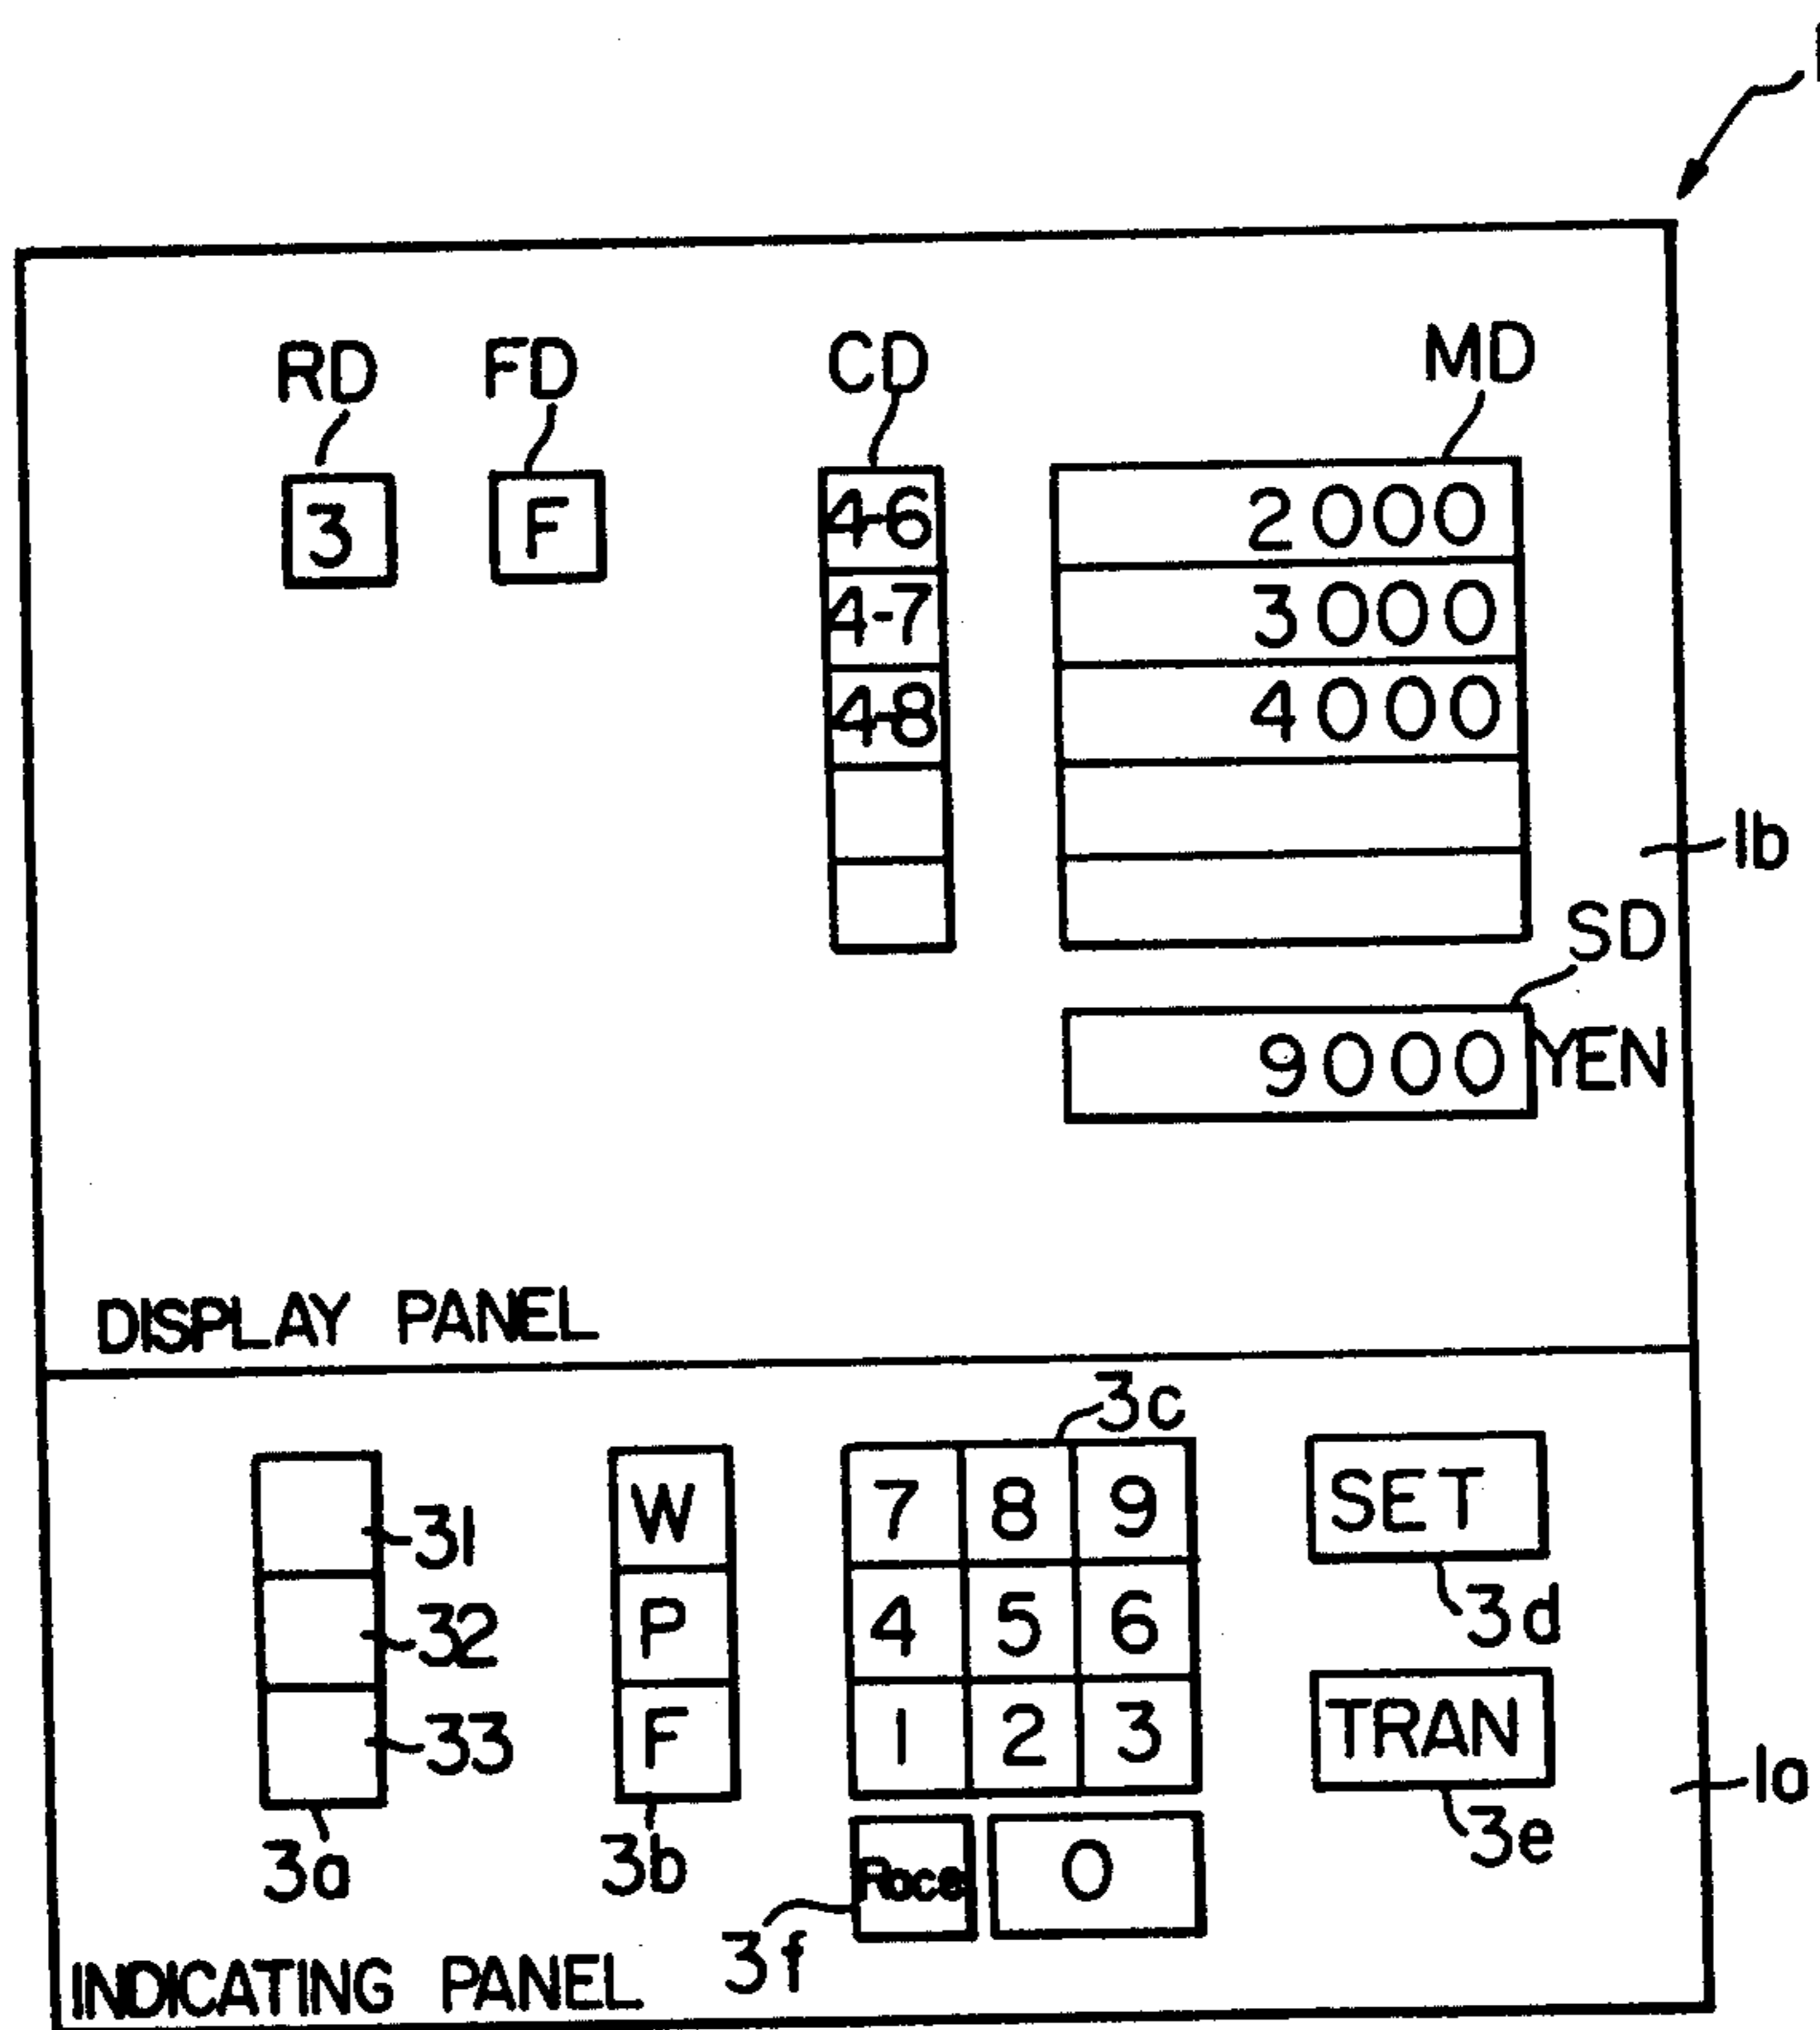 RD FD CD MD
3 F 4-6 2000
4-7 3000
4-8 4000
1b
SD
9000 YEN
DISPLAY PANEL
3c
W 7 8 9 SET
31
P 4 5 6 3d
32
F 1 2 3 TRAN
33
1a
3a 3b Race 0 3e
3f
INDICATING PANEL